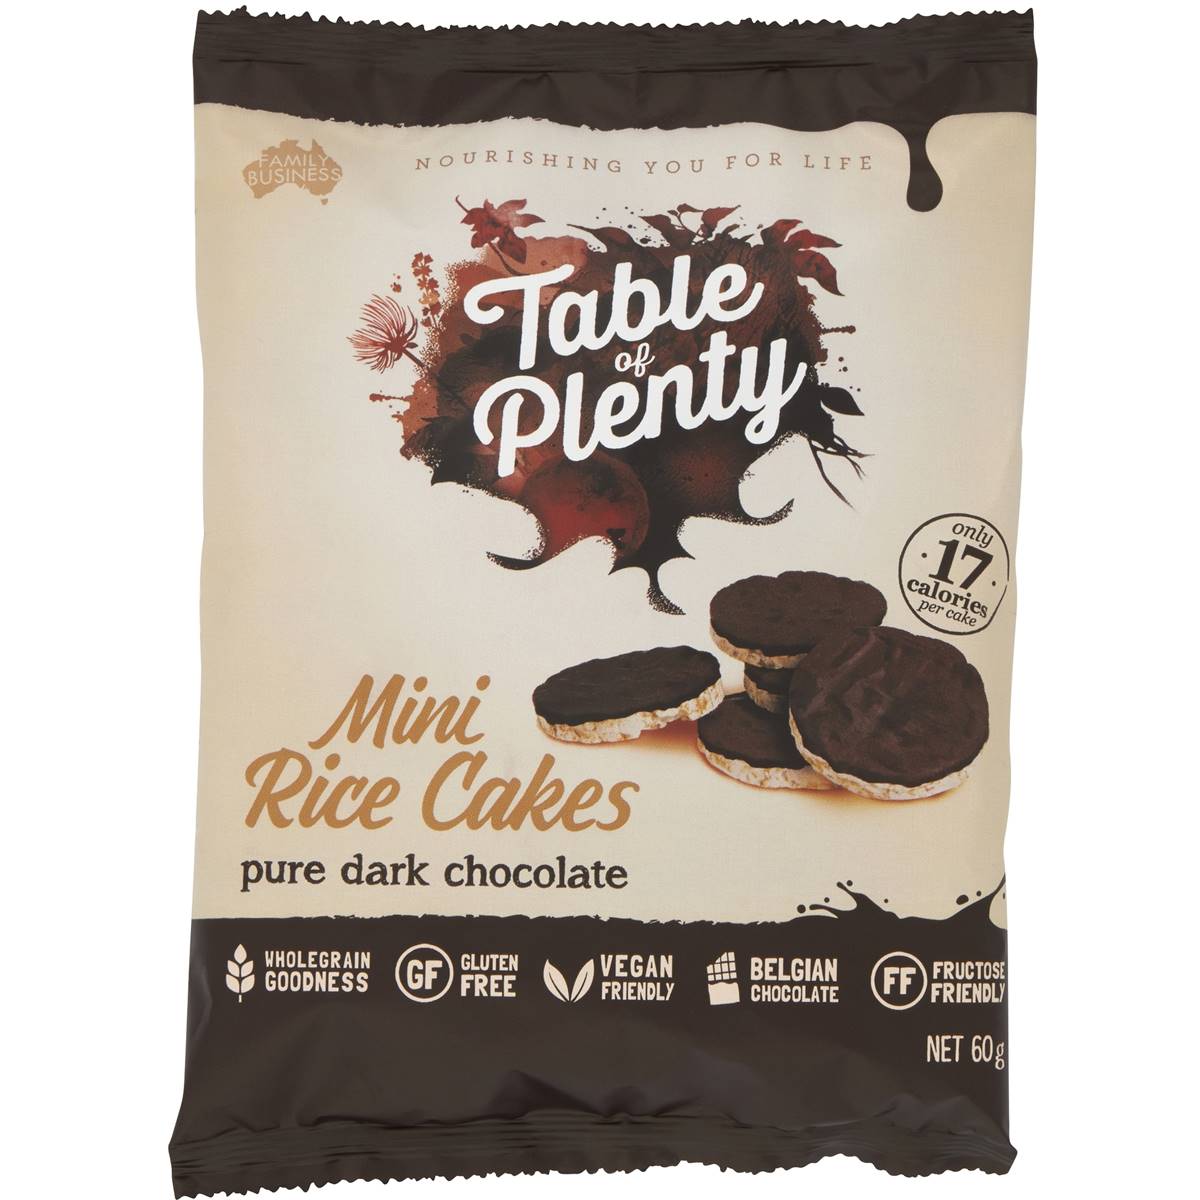 FAMILY
BUSINESS
NOURISHING YOU FOR LIFE
Table
of
Plenty
only
17
calories
per cake
Mini
Rice Cakes
pure dark chocolate
WHOLEGRAIN
GOODNESS
GF
GLUTEN
FREE
VEGAN
FRIENDLY
BELGIAN
CHOCOLATE
FF
FRUCTOSE
FRIENDLY
NET 60g